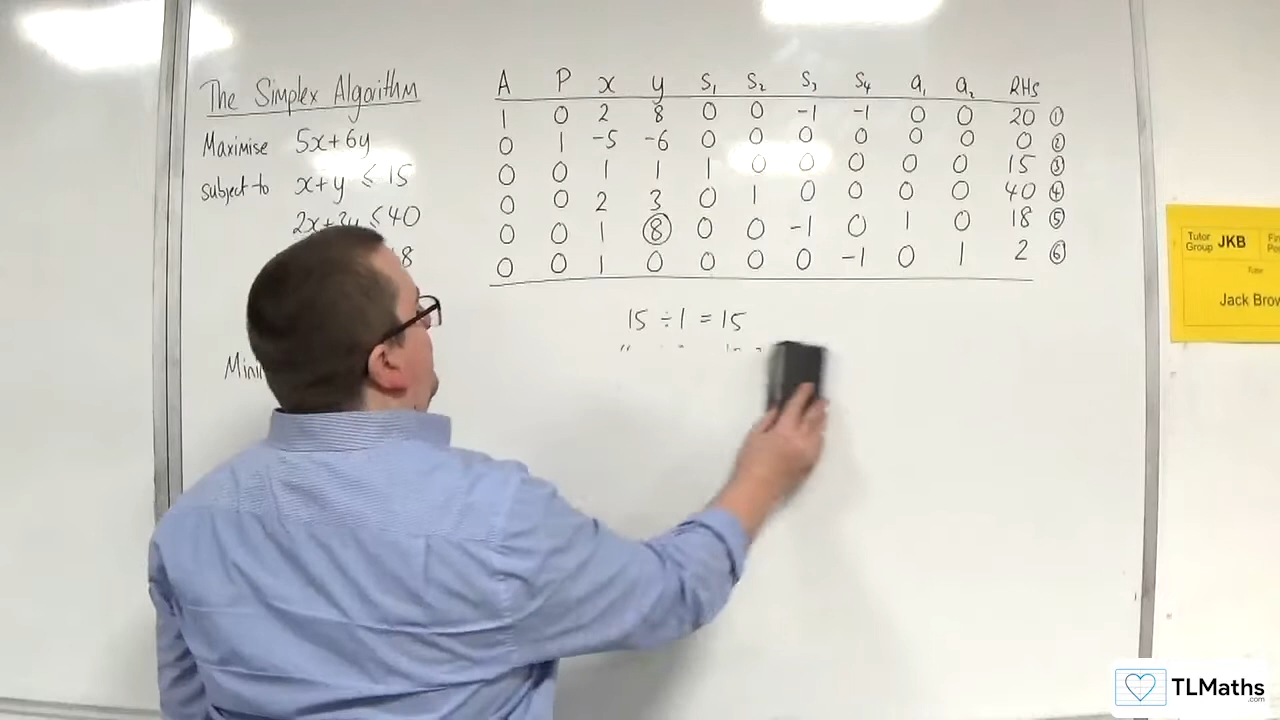 The Simplex Algorithm
Maximise 5x+6y
subject to x+y ≤ 15
2x+3y ≤ 40
8
A P x y S₁ S₂ S₃ S₄ a₁ a₂ RHS
1 0 2 8 0 0 -1 -1 0 0 20 ①
0 1 -5 -6 0 0 0 0 0 0 0 ②
0 0 1 1 1 0 0 0 0 0 15 ③
0 0 2 3 0 1 0 0 0 0 40 ④
0 0 1 ⑧ 0 0 -1 0 1 0 18 ⑤
0 0 1 0 0 0 0 -1 0 1 2 ⑥
15 ÷ 1 = 15
Tutor Group JKB
Jack Brow
TLMaths
.com